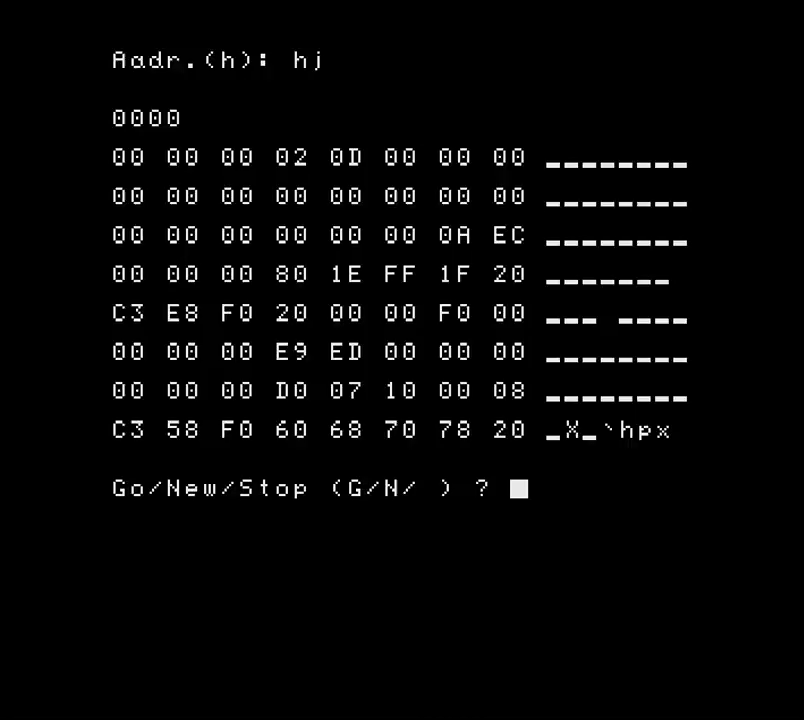 Aadr.(h): hj
0000
00 00 00 02 0D 00 00 00 ________
00 00 00 00 00 00 00 00 ________
00 00 00 00 00 00 0A EC ________
00 00 00 80 1E FF 1F 20 _______
C3 E8 F0 20 00 00 F0 00 ___ ____
00 00 00 E9 ED 00 00 00 ________
00 00 00 D0 07 10 00 08 ________
C3 58 F0 60 68 70 78 20 _X_`hpx
Go/New/Stop (G/N/ ) ?